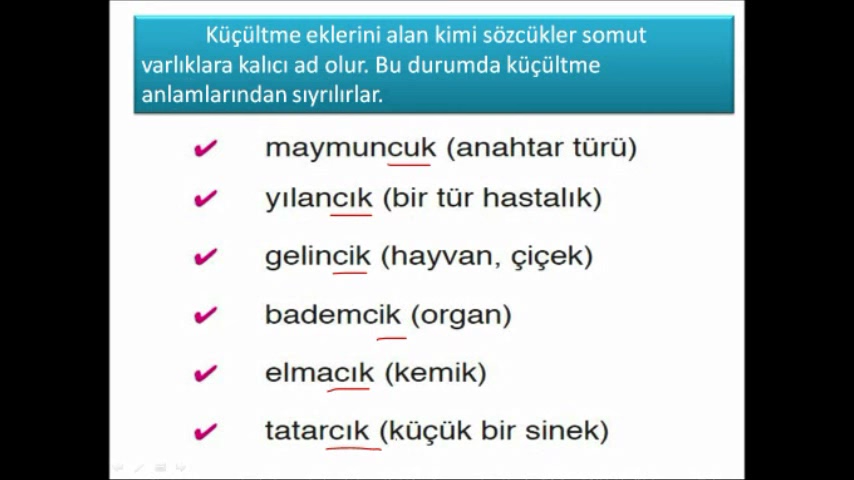 Küçültme eklerini alan kimi sözcükler somut
varlıklara kalıcı ad olur. Bu durumda küçültme
anlamlarından sıyrılırlar.
✔ maymuncuk (anahtar türü)
✔ yılancık (bir tür hastalık)
✔ gelincik (hayvan, çiçek)
✔ bademcik (organ)
✔ elmacık (kemik)
✔ tatarcık (küçük bir sinek)